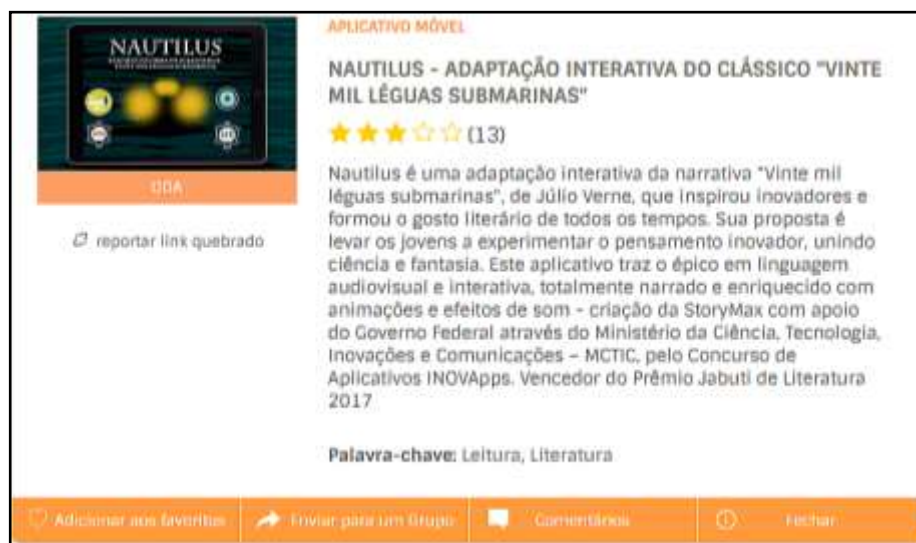 NAUTILUS
ODA
reportar link quebrado
APLICATIVO MÓVEL
NAUTILUS - ADAPTAÇÃO INTERATIVA DO CLÁSSICO "VINTE
MIL LÉGUAS SUBMARINAS"
(13)
Nautilus é uma adaptação interativa da narrativa "Vinte mil
léguas submarinas", de Júlio Verne, que inspirou inovadores e
formou o gosto literário de todos os tempos. Sua proposta é
levar os jovens a experimentar o pensamento inovador, unindo
ciência e fantasia. Este aplicativo traz o épico em linguagem
audiovisual e interativa, totalmente narrado e enriquecido com
animações e efeitos de som - criação da StoryMax com apoio
do Governo Federal através do Ministério da Ciência, Tecnologia,
Inovações e Comunicações – MCTIC, pelo Concurso de
Aplicativos INOVApps. Vencedor do Prêmio Jabuti de Literatura
2017
Palavra-chave: Leitura, Literatura
Adicionar aos favoritos
Enviar para um Grupo
Comentários
Fechar